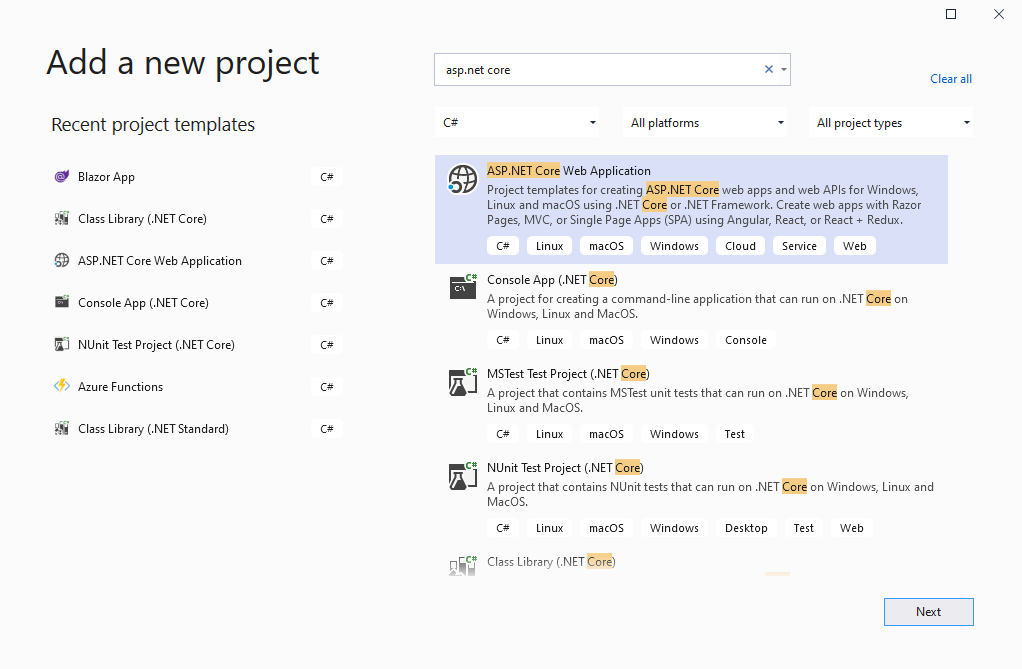 Add a new project
Recent project templates
Blazor App C#
Class Library (.NET Core) C#
ASP.NET Core Web Application C#
Console App (.NET Core) C#
NUnit Test Project (.NET Core) C#
Azure Functions C#
Class Library (.NET Standard) C#
asp.net core
Clear all
C# All platforms All project types
ASP.NET Core Web Application
Project templates for creating ASP.NET Core web apps and web APIs for Windows,
Linux and macOS using .NET Core or .NET Framework. Create web apps with Razor
Pages, MVC, or Single Page Apps (SPA) using Angular, React, or React + Redux.
C# Linux macOS Windows Cloud Service Web
Console App (.NET Core)
A project for creating a command-line application that can run on .NET Core on
Windows, Linux and MacOS.
C# Linux macOS Windows Console
MSTest Test Project (.NET Core)
A project that contains MSTest unit tests that can run on .NET Core on Windows,
Linux and MacOS.
C# Linux macOS Windows Test
NUnit Test Project (.NET Core)
A project that contains NUnit tests that can run on .NET Core on Windows, Linux and
MacOS.
C# Linux macOS Windows Desktop Test Web
Class Library (.NET Core)
Next